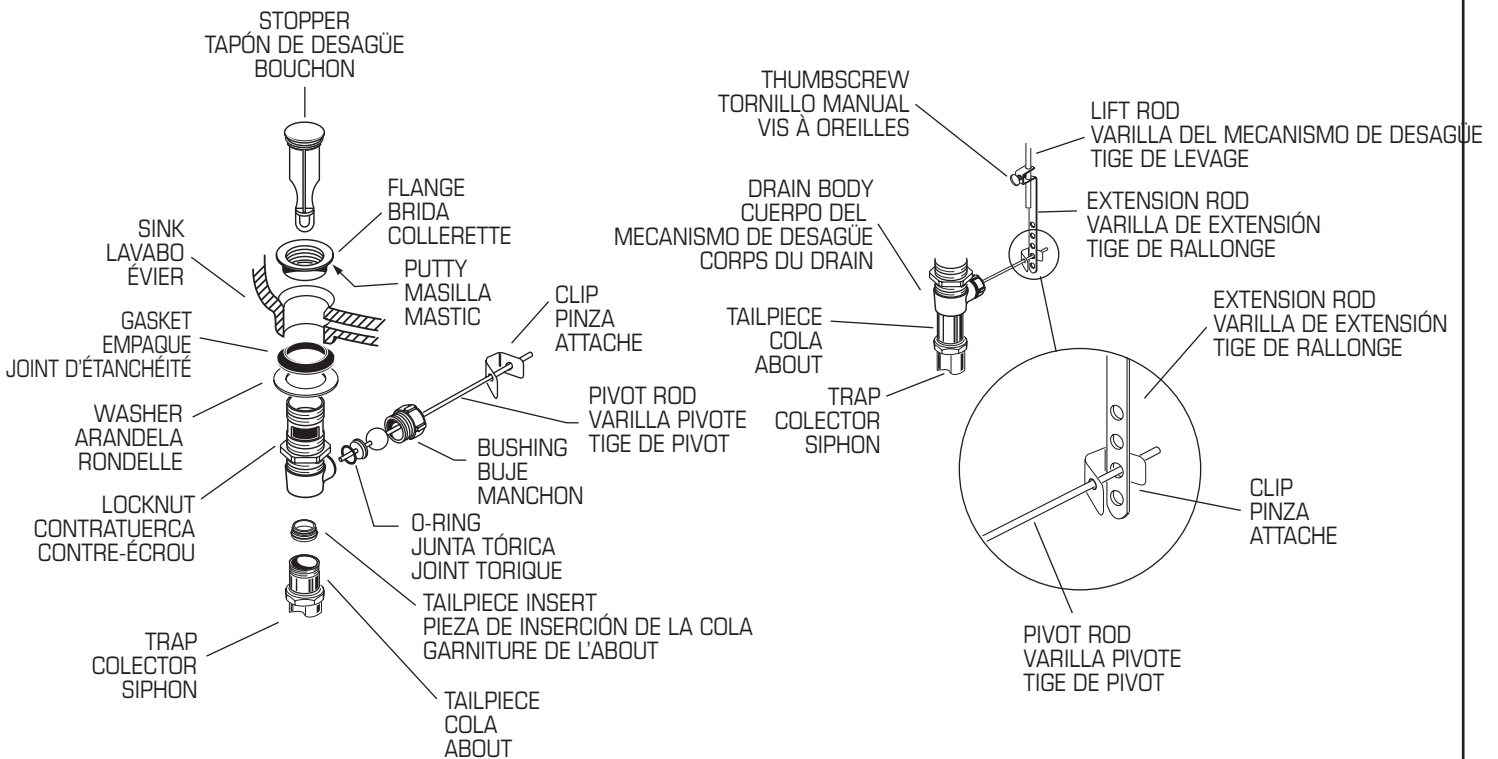 STOPPER
TAPÓN DE DESAGÜE
BOUCHON
FLANGE
BRIDA
COLLERETTE
SINK
LAVABO
ÉVIER
PUTTY
MASILLA
MASTIC
GASKET
EMPAQUE
JOINT D'ÉTANCHÉITÉ
CLIP
PINZA
ATTACHE
WASHER
ARANDELA
RONDELLE
PIVOT ROD
VARILLA PIVOTE
TIGE DE PIVOT
BUSHING
BUJE
MANCHON
LOCKNUT
CONTRATUERCA
CONTRE-ÉCROU
O-RING
JUNTA TÓRICA
JOINT TORIQUE
TAILPIECE INSERT
PIEZA DE INSERCIÓN DE LA COLA
GARNITURE DE L'ABOUT
TRAP
COLECTOR
SIPHON
TAILPIECE
COLA
ABOUT
THUMBSCREW
TORNILLO MANUAL
VIS À OREILLES
LIFT ROD
VARILLA DEL MECANISMO DE DESAGÜE
TIGE DE LEVAGE
DRAIN BODY
CUERPO DEL
MECANISMO DE DESAGÜE
CORPS DU DRAIN
EXTENSION ROD
VARILLA DE EXTENSIÓN
TIGE DE RALLONGE
TAILPIECE
COLA
ABOUT
EXTENSION ROD
VARILLA DE EXTENSIÓN
TIGE DE RALLONGE
TRAP
COLECTOR
SIPHON
CLIP
PINZA
ATTACHE
PIVOT ROD
VARILLA PIVOTE
TIGE DE PIVOT